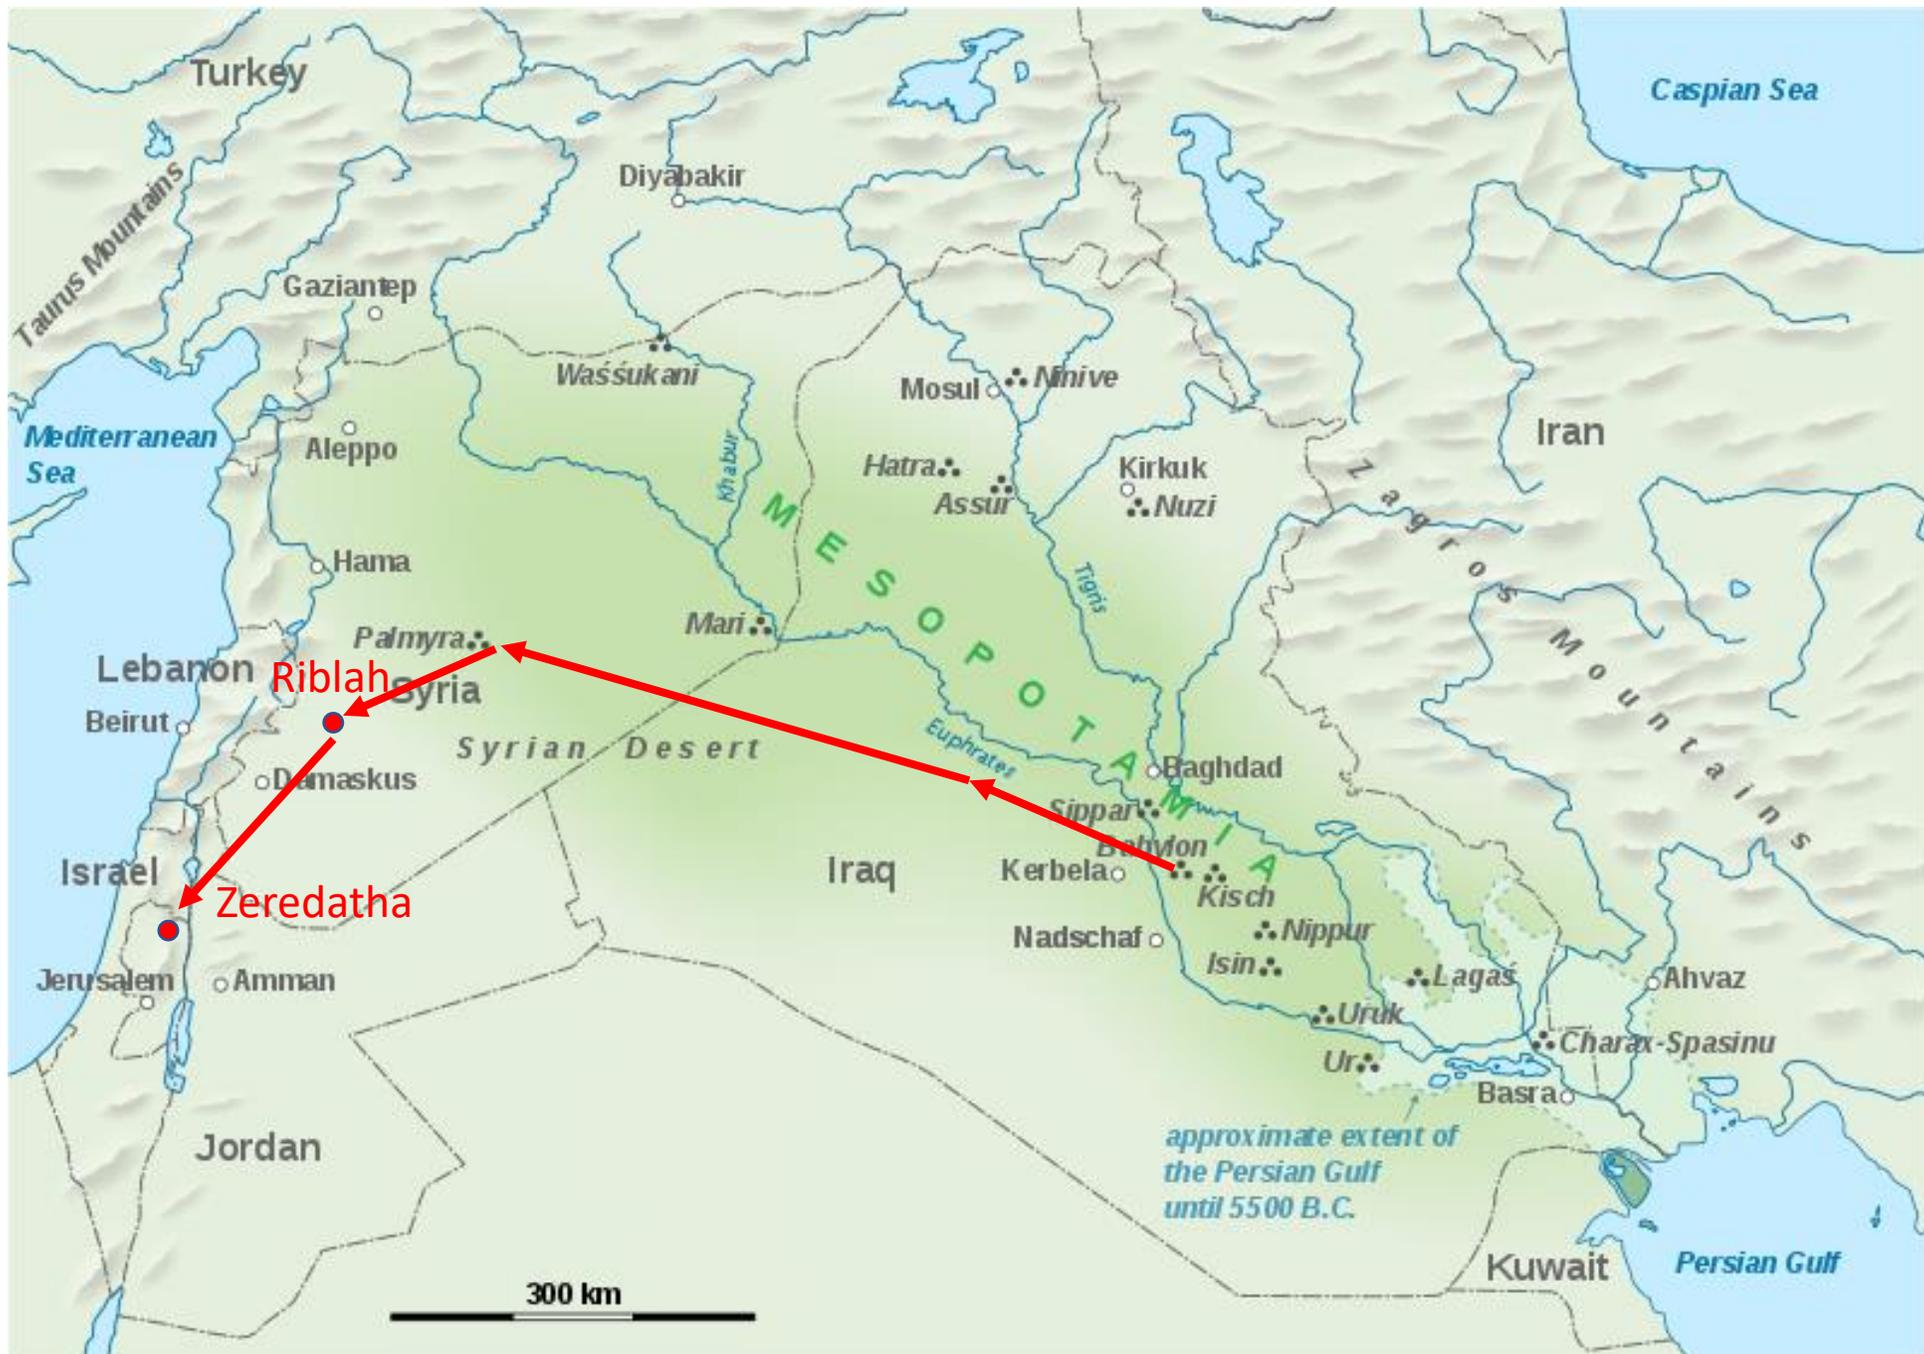 Turkey
Caspian Sea
Diyabakir
Taurus Mountains
Gaziantep
Waśśukani
Mosul
Ninive
Mediterranean
Sea
Aleppo
Khabur
Hatra
Assur
Kirkuk
Nuzi
Iran
Zagros Mountains
MESOPOTAMIA
Hama
Tigris
Palmyra
Mari
Lebanon
Riblah
Syria
Beirut
Syrian Desert
Euphrates
Baghdad
Damaskus
Sippar
Babylon
Israel
Iraq
Kerbela
Kisch
Zeredatha
Nadschaf
Nippur
Isin
Lagaś
Ahvaz
Jerusalem
Amman
Uruk
Charax-Spasinu
Ur
Basra
Jordan
approximate extent of
the Persian Gulf
until 5500 B.C.
Kuwait
Persian Gulf
300 km